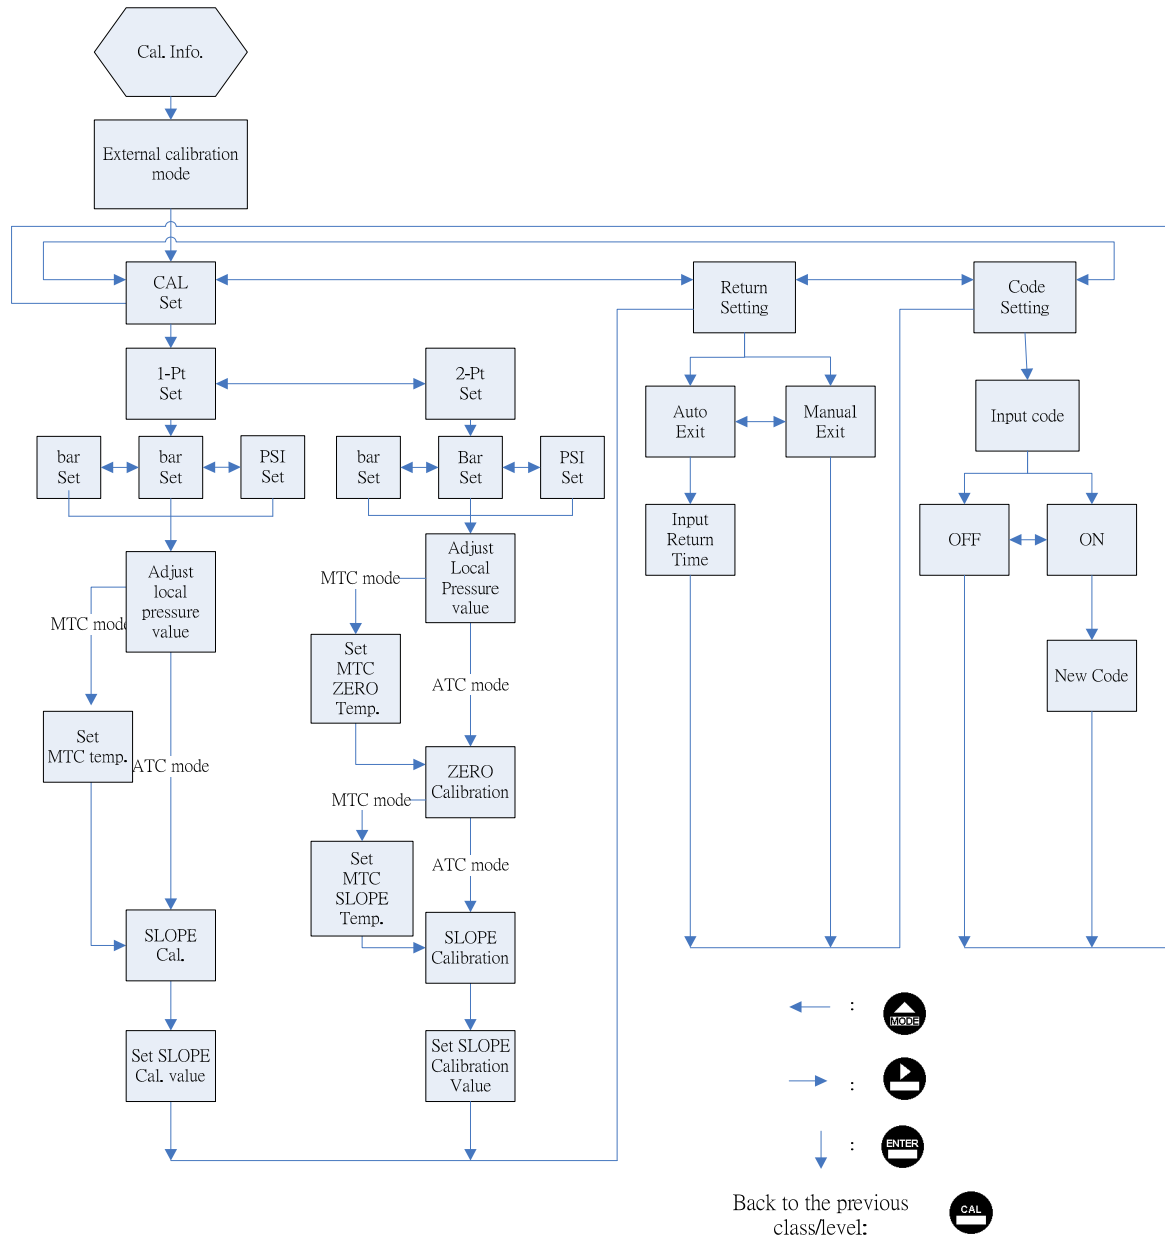 Cal. Info.
External calibration
mode
CAL
Set
Return
Setting
Code
Setting
1-Pt
Set
2-Pt
Set
Auto
Exit
Manual
Exit
Input code
bar
Set
bar
Set
PSI
Set
bar
Set
Bar
Set
PSI
Set
Input
Return
Time
OFF
ON
Adjust
local
pressure
value
MTC mode
Adjust
Local
Pressure
value
MTC mode
Set
MTC
ZERO
Temp.
ATC mode
New Code
Set
MTC temp.
ATC mode
ZERO
Calibration
MTC mode
Set
MTC
SLOPE
Temp.
ATC mode
SLOPE
Cal.
SLOPE
Calibration
Set SLOPE
Cal. value
Set SLOPE
Calibration
Value
: MODE
:
: ENTER
Back to the previous
class/level:
CAL